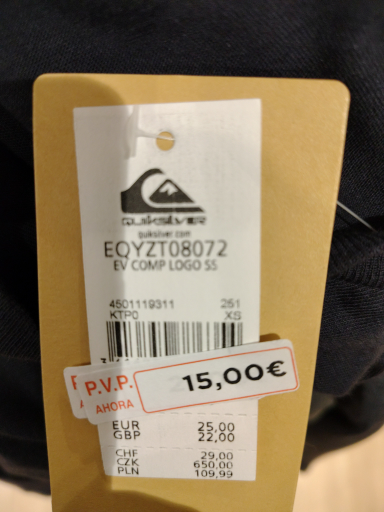 QUIKSILVER
quiksilver.com
EQYZT08072
EV COMP LOGO SS
4501119311 251
KTP0 XS
P.V.P. 15,00€
AHORA
EUR 25,00
GBP 22,00
CHF 29,00
CZK 650,00
PLN 109,99